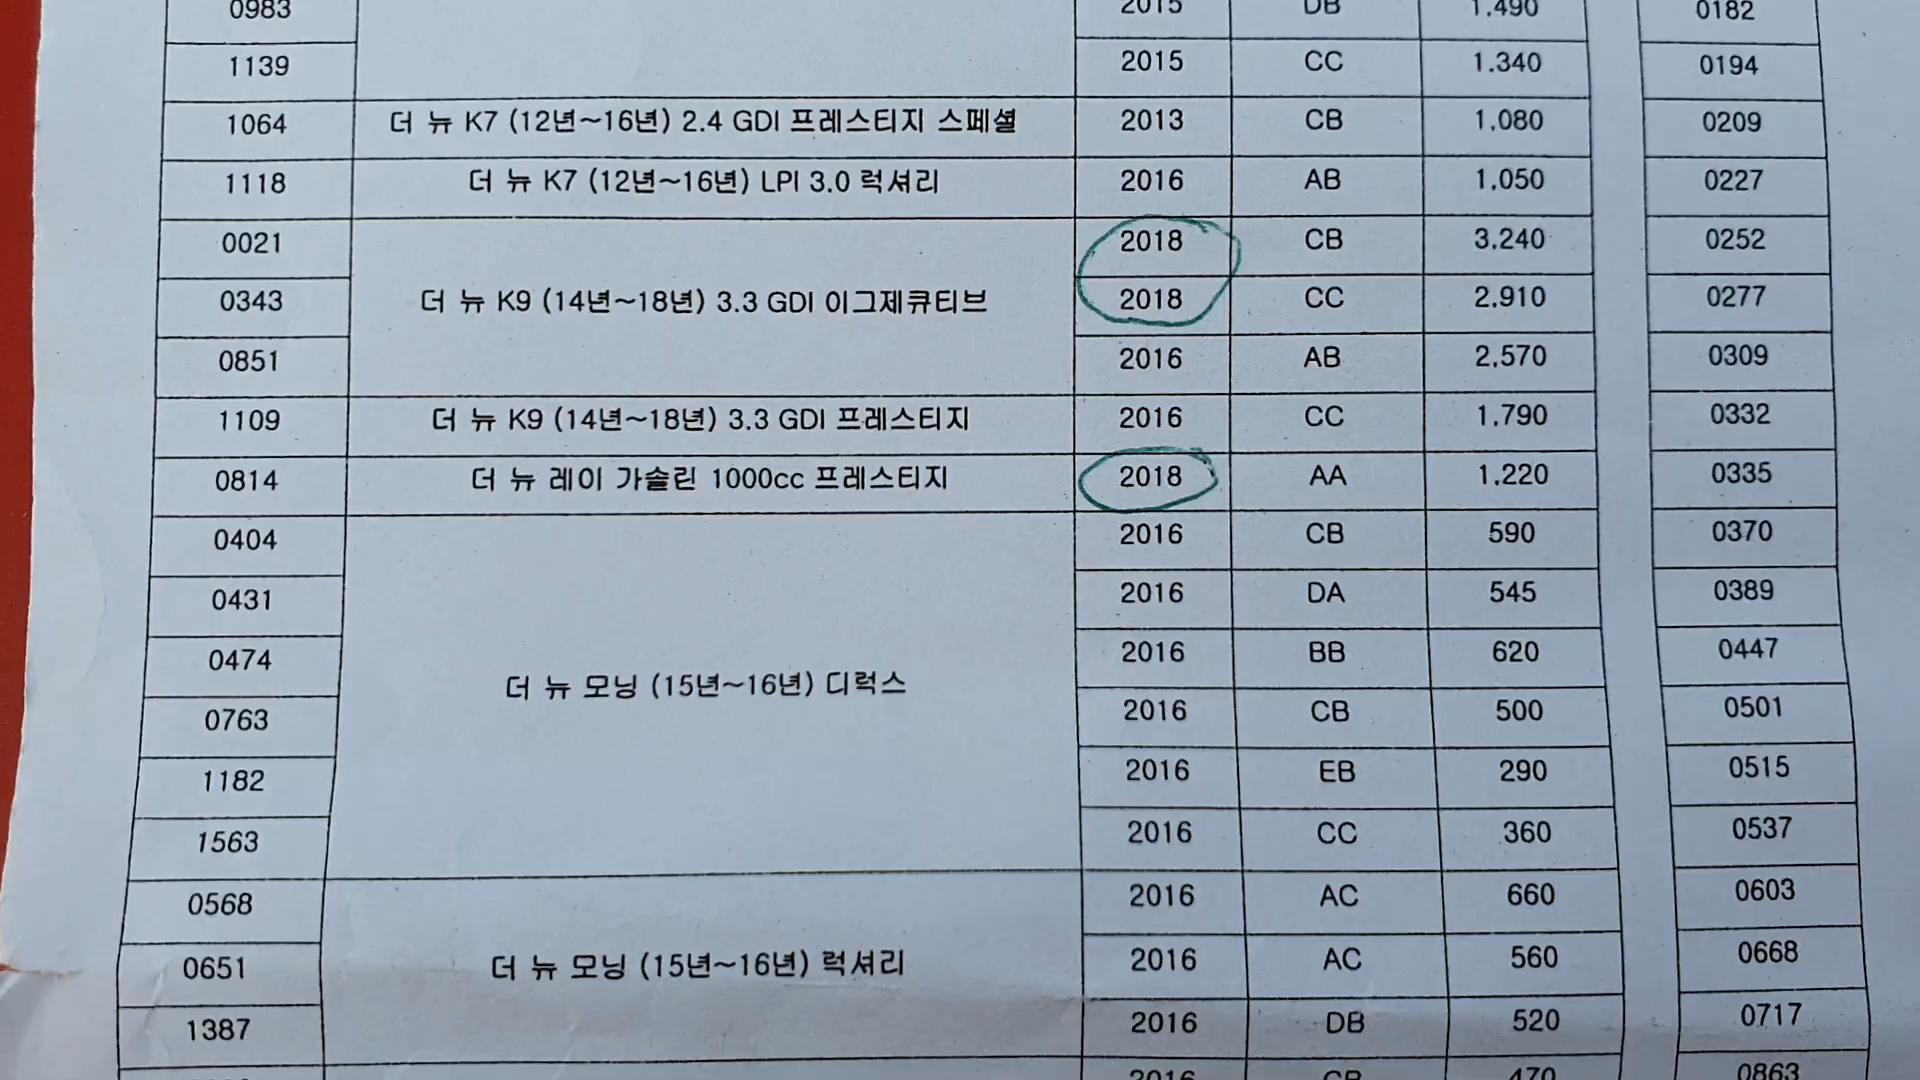 0983 2015 DB 1,490 0182
1139 2015 CC 1,340 0194
1064 더 뉴 K7 (12년~16년) 2.4 GDI 프레스티지 스페셜 2013 CB 1,080 0209
1118 더 뉴 K7 (12년~16년) LPI 3.0 럭셔리 2016 AB 1,050 0227
0021 2018 CB 3,240 0252
0343 더 뉴 K9 (14년~18년) 3.3 GDI 이그제큐티브 2018 CC 2,910 0277
0851 2016 AB 2,570 0309
1109 더 뉴 K9 (14년~18년) 3.3 GDI 프레스티지 2016 CC 1,790 0332
0814 더 뉴 레이 가솔린 1000cc 프레스티지 2018 AA 1,220 0335
0404 2016 CB 590 0370
0431 2016 DA 545 0389
0474 더 뉴 모닝 (15년~16년) 디럭스 2016 BB 620 0447
0763 2016 CB 500 0501
1182 2016 EB 290 0515
1563 2016 CC 360 0537
0568 2016 AC 660 0603
0651 더 뉴 모닝 (15년~16년) 럭셔리 2016 AC 560 0668
1387 2016 DB 520 0717
2016 CB 470 0863